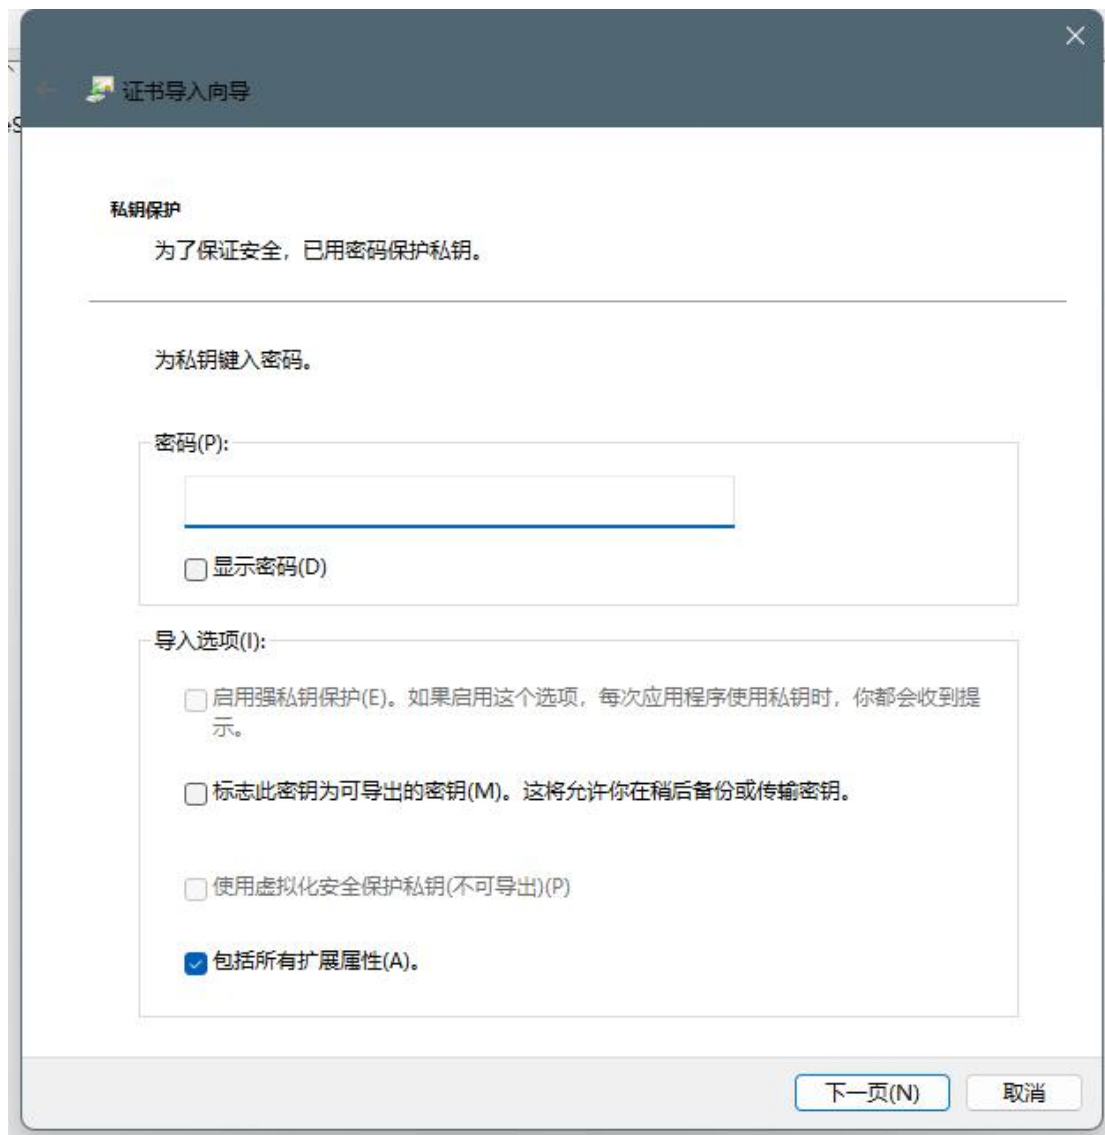 证书导入向导
私钥保护
为了保证安全，已用密码保护私钥。
为私钥键入密码。
密码(P):
显示密码(D)
导入选项(I):
启用强私钥保护(E)。如果启用这个选项，每次应用程序使用私钥时，你都会收到提
示。
标志此密钥为可导出的密钥(M)。这将允许你在稍后备份或传输密钥。
使用虚拟化安全保护私钥(不可导出)(P)
包括所有扩展属性(A)。
下一页(N)
取消